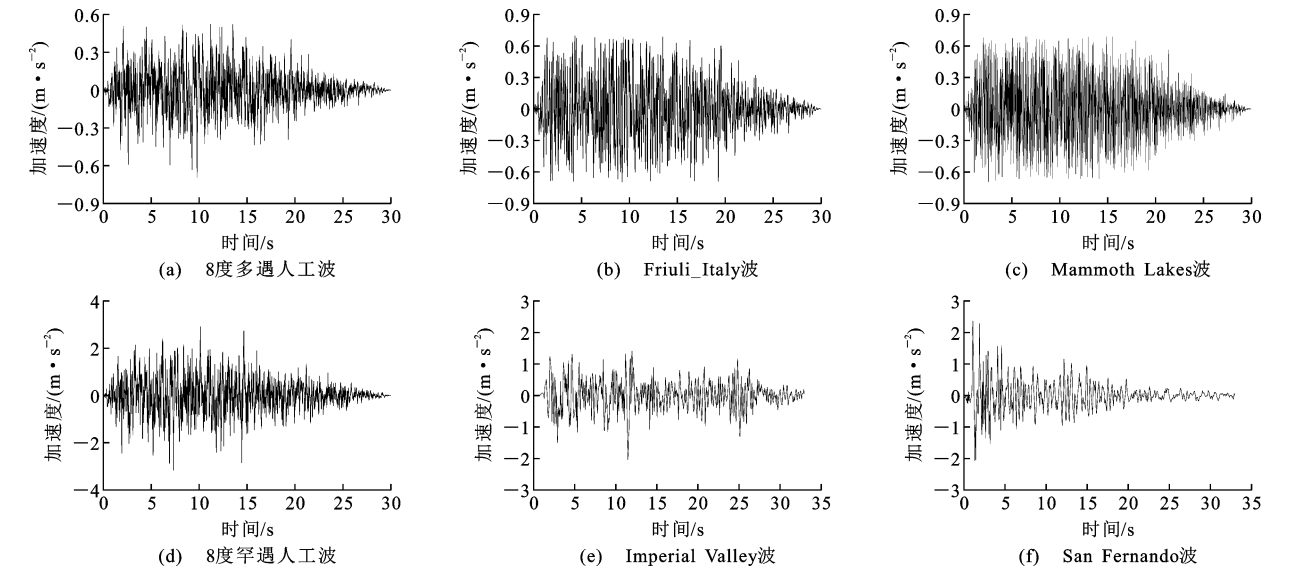 0.6
0.3
0
−0.3
−0.6
−0.9
加速度/(m·s⁻²)
0 5 10 15 20 25 30
时间/s
(a) 8度多遇人工波
0.9
0.6
0.3
0
−0.3
−0.6
−0.9
加速度/(m·s⁻²)
0 5 10 15 20 25 30
时间/s
(b) Friuli_Italy波
0.9
0.6
0.3
0
−0.3
−0.6
−0.9
加速度/(m·s⁻²)
0 5 10 15 20 25 30
时间/s
(c) Mammoth Lakes波
4
2
0
−2
−4
加速度/(m·s⁻²)
0 5 10 15 20 25 30
时间/s
(d) 8度罕遇人工波
3
2
1
0
−1
−2
−3
加速度/(m·s⁻²)
0 5 10 15 20 25 30 35
时间/s
(e) Imperial Valley波
3
2
1
0
−1
−2
−3
加速度/(m·s⁻²)
0 5 10 15 20 25 30 35
时间/s
(f) San Fernando波